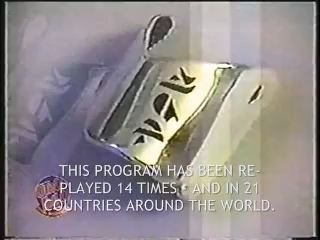 THIS PROGRAM HAS BEEN RE-
PLAYED 14 TIMES, AND IN 21
COUNTRIES AROUND THE WORLD.